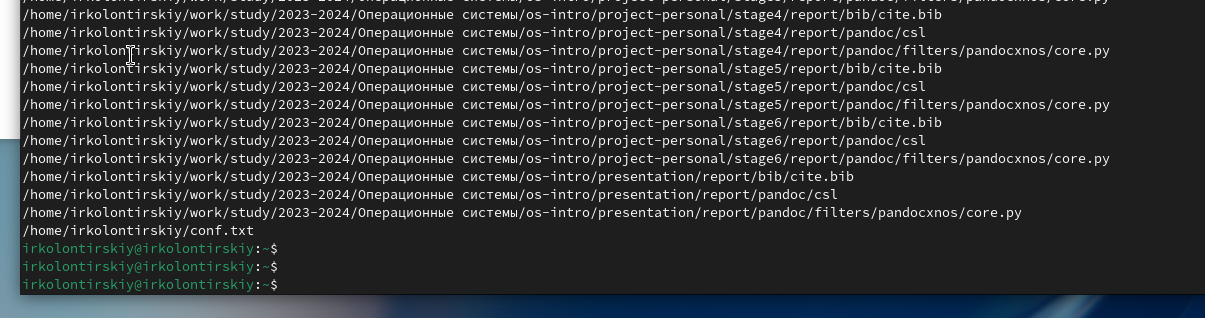 /home/irkolontirskiy/work/study/2023-2024/Операционные системы/os-intro/project-personal/stage4/report/bib/cite.bib
/home/irkolontirskiy/work/study/2023-2024/Операционные системы/os-intro/project-personal/stage4/report/pandoc/csl
/home/irkolontirskiy/work/study/2023-2024/Операционные системы/os-intro/project-personal/stage4/report/pandoc/filters/pandocxnos/core.py
/home/irkolontirskiy/work/study/2023-2024/Операционные системы/os-intro/project-personal/stage5/report/bib/cite.bib
/home/irkolontirskiy/work/study/2023-2024/Операционные системы/os-intro/project-personal/stage5/report/pandoc/csl
/home/irkolontirskiy/work/study/2023-2024/Операционные системы/os-intro/project-personal/stage5/report/pandoc/filters/pandocxnos/core.py
/home/irkolontirskiy/work/study/2023-2024/Операционные системы/os-intro/project-personal/stage6/report/bib/cite.bib
/home/irkolontirskiy/work/study/2023-2024/Операционные системы/os-intro/project-personal/stage6/report/pandoc/csl
/home/irkolontirskiy/work/study/2023-2024/Операционные системы/os-intro/project-personal/stage6/report/pandoc/filters/pandocxnos/core.py
/home/irkolontirskiy/work/study/2023-2024/Операционные системы/os-intro/presentation/report/bib/cite.bib
/home/irkolontirskiy/work/study/2023-2024/Операционные системы/os-intro/presentation/report/pandoc/csl
/home/irkolontirskiy/work/study/2023-2024/Операционные системы/os-intro/presentation/report/pandoc/filters/pandocxnos/core.py
/home/irkolontirskiy/conf.txt
irkolontirskiy@irkolontirskiy:~$
irkolontirskiy@irkolontirskiy:~$
irkolontirskiy@irkolontirskiy:~$